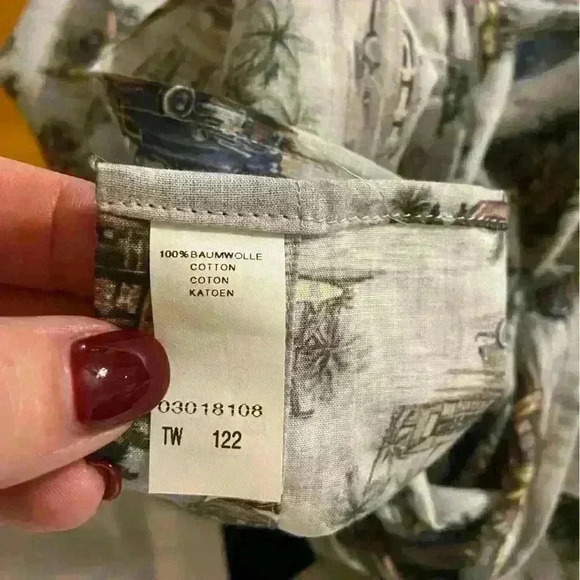 100% BAUMWOLLE
COTTON
COTON
KATOEN
03018108
TW 122